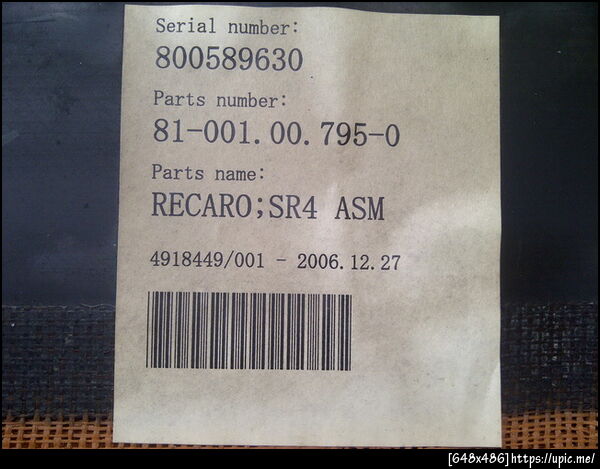 Serial number:
800589630
Parts number:
81-001.00.795-0
Parts name:
RECARO;SR4 ASM
4918449/001 - 2006.12.27
[648x486]https://upic.me/